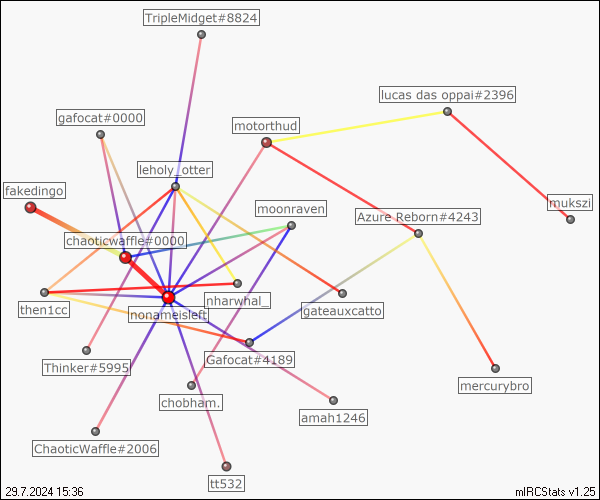 TripleMidget#8824
lucas das oppai#2396
gafocat#0000
motorthud
leholy_otter
fakedingo
mukszi
moonraven
Azure Reborn#4243
chaoticwaffle#0000
then1cc
nharwhal_
nonameisleft
gateauxcatto
Thinker#5995
Gafocat#4189
mercurybro
chobham.
amah1246
ChaoticWaffle#2006
tt532
29.7.2024 15:36
mIRCStats v1.25